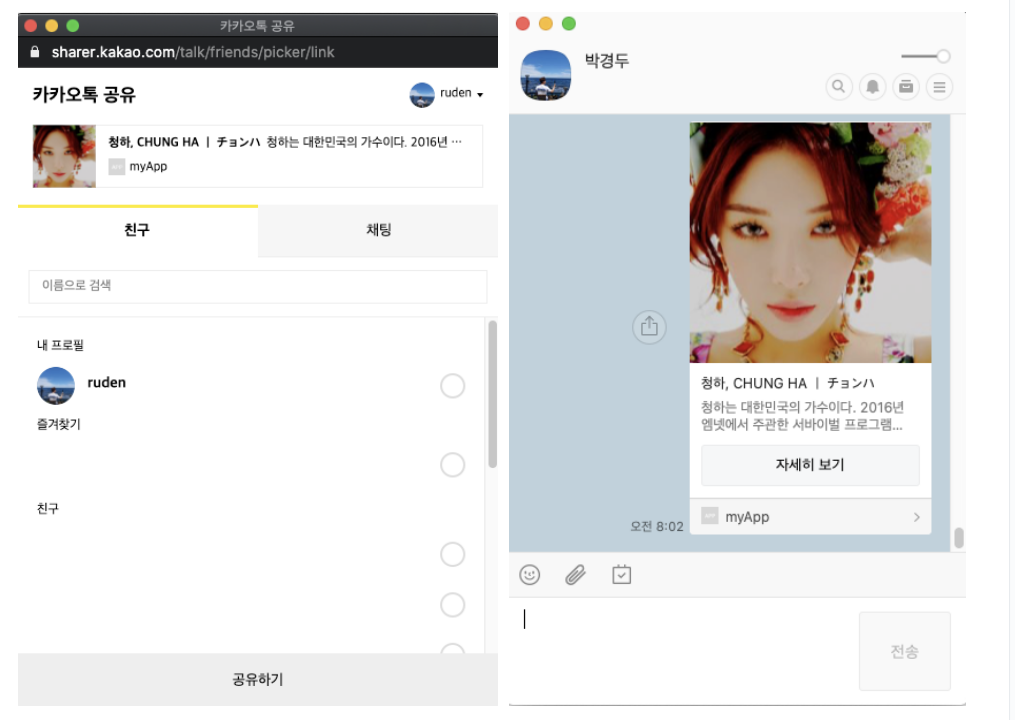 카카오톡 공유
sharer.kakao.com/talk/friends/picker/link
카카오톡 공유
ruden
청하, CHUNG HA | チョンハ 청하는 대한민국의 가수이다. 2016년 …
myApp
친구
채팅
이름으로 검색
내 프로필
ruden
즐겨찾기
친구
공유하기
박경두
청하, CHUNG HA | チョンハ
청하는 대한민국의 가수이다. 2016년
엠넷에서 주관한 서바이벌 프로그램...
자세히 보기
오전 8:02
myApp
전송